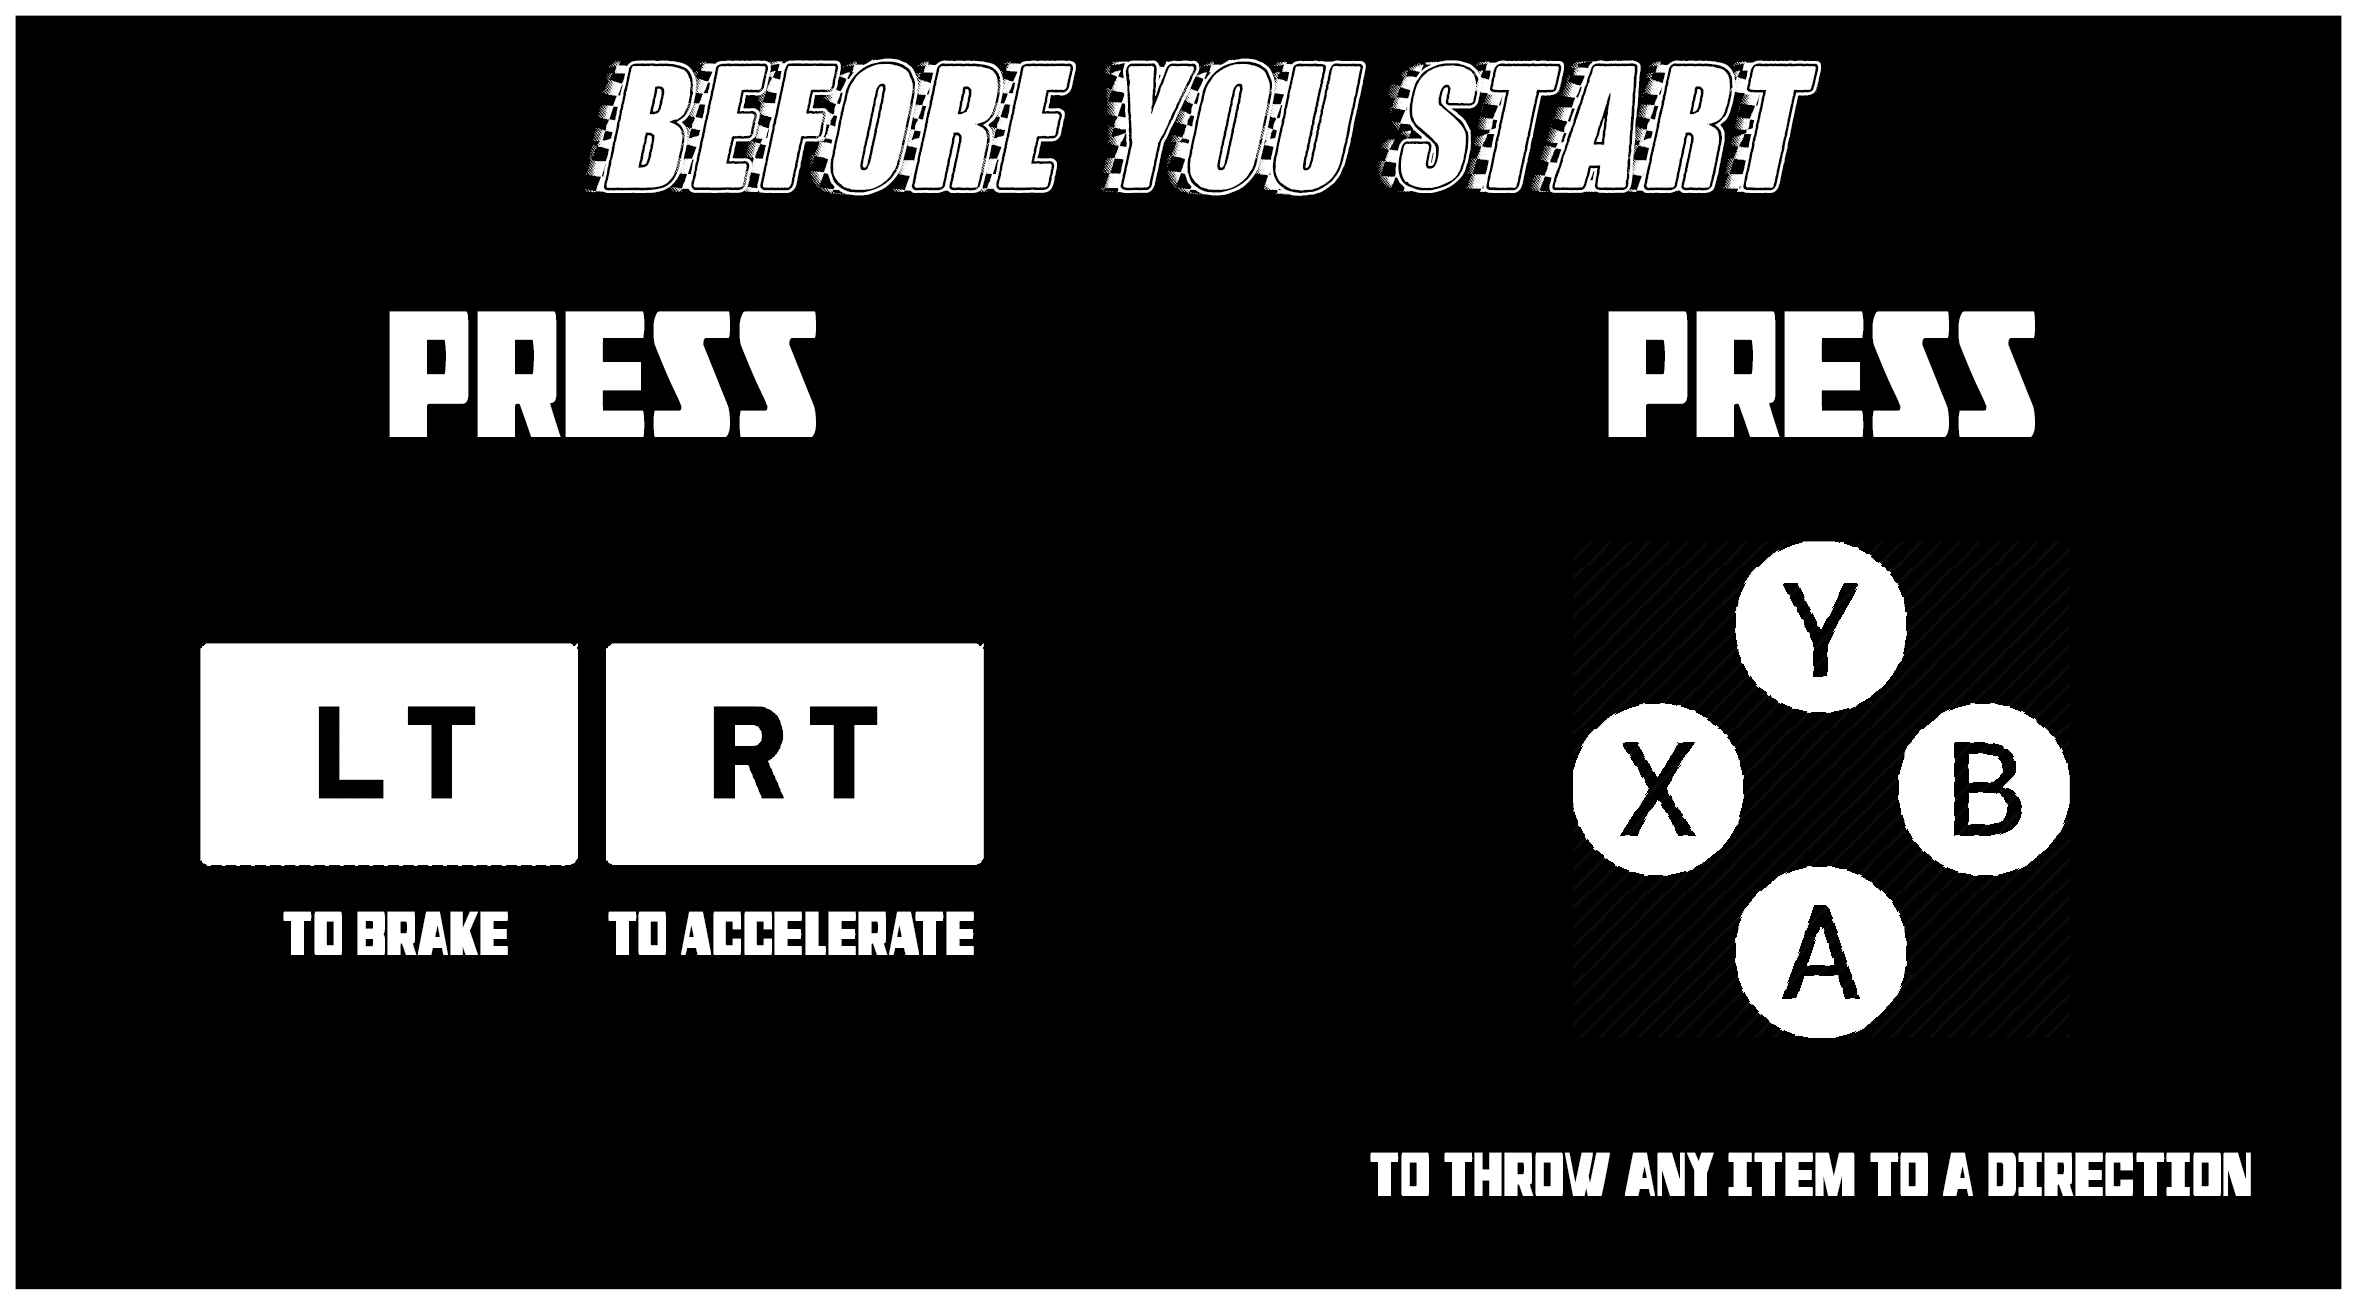 BEFORE YOU START
PRESS
LT RT
TO BRAKE TO ACCELERATE
PRESS
Y
X B
A
TO THROW ANY ITEM TO A DIRECTION